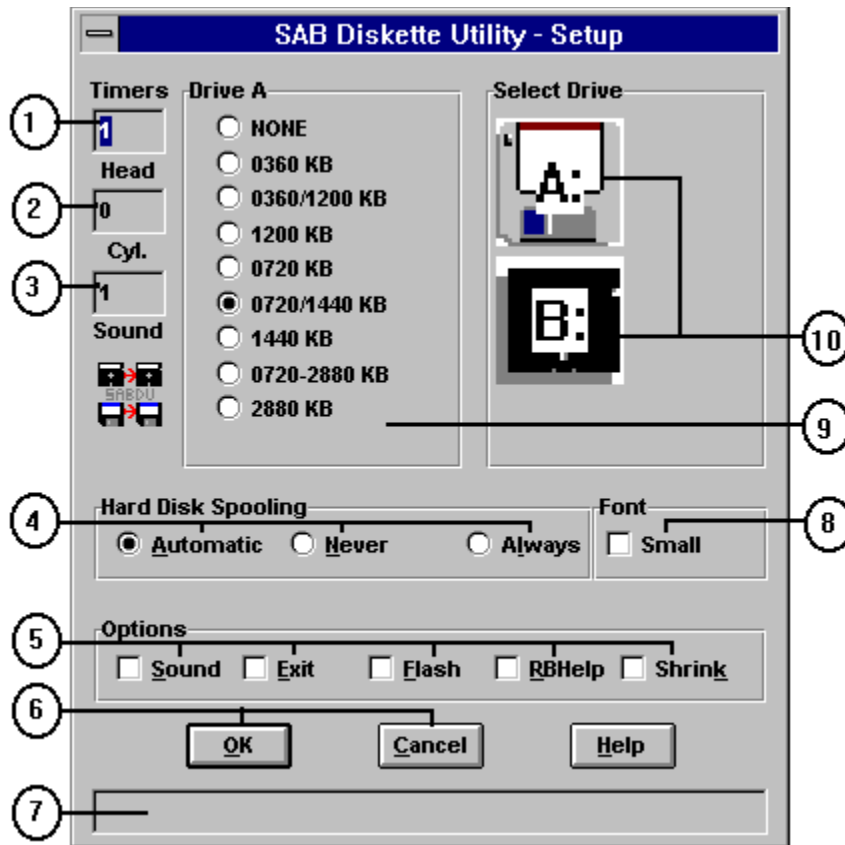 SAB Diskette Utility - Setup
Timers
1
1
Head
2
0
Cyl.
3
1
Sound
SABDU
Drive A
NONE
0360 KB
0360/1200 KB
1200 KB
0720 KB
0720/1440 KB
1440 KB
0720-2880 KB
2880 KB
9
Select Drive
A:
B:
10
Hard Disk Spooling
4
Automatic Never Always
Font
Small
8
Options
5
Sound Exit Flash RBHelp Shrink
6
OK Cancel Help
7